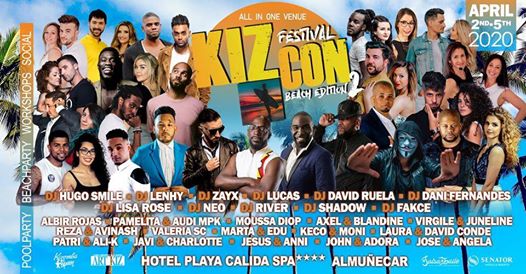 ALL IN ONE VENUE
KIZ FESTIVAL
CON
BEACH EDITION 2
APRIL
2ND-5TH
2020
POOLPARTY BEACHPARTY WORKSHOPS SOCIAL
DJ HUGO SMILE DJ LENHY DJ ZAYX DJ LUCAS DJ DAVID RUELA DJ DANI FERNANDES
DJ LISA ROSE DJ NEO DJ RIVER DJ SHADOW DJ FAKCE
ALBIR ROJAS PAMELITA & AUDI MPK MOUSSA DIOP AXEL & BLANDINE VIRGILE & JUNELINE
REZA & AVINASH VALERIA SC MARTA & EDU KECO & MONI LAURA & DAVID CONDE
PATRI & ALI-K JAVI & CHARLOTTE JESUS & ANNI JOHN & ADORA JOSE & ANGELA
HOTEL PLAYA CALIDA SPA**** ALMUÑECAR
ART KIZ
SENATOR